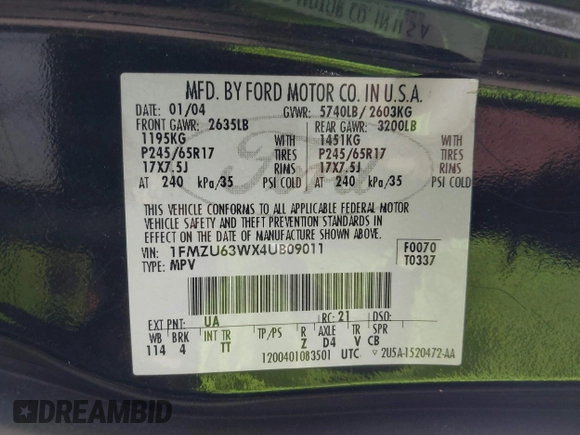 MFD. BY FORD MOTOR CO. IN U.S.A.
DATE: 01/04 GVWR: 5740LB/ 2603KG
FRONT GAWR: 2635LB REAR GAWR: 3200LB
1195KG WITH 1451KG WITH
P245/65R17 TIRES P245/65R17 TIRES
17X7.5J RIMS 17X7.5J RIMS
AT 240 kPa/35 PSI COLD AT 240 kPa/35 PSI COLD
THIS VEHICLE CONFORMS TO ALL APPLICABLE FEDERAL MOTOR
VEHICLE SAFETY AND THEFT PREVENTION STANDARDS IN
EFFECT ON THE DATE OF MANUFACTURE SHOWN ABOVE.
VIN: 1FMZU63WX4UB09011 F0070
TYPE: MPV T0337
EXT PNT: UA RC: 21 DSO:
WB BRK INT TR TP/PS R AXLE TR SPR
114 4 TT Z D4 V CB
1200401083501 UTC 2U5A-1520472-AA
Ford
DREAMBID